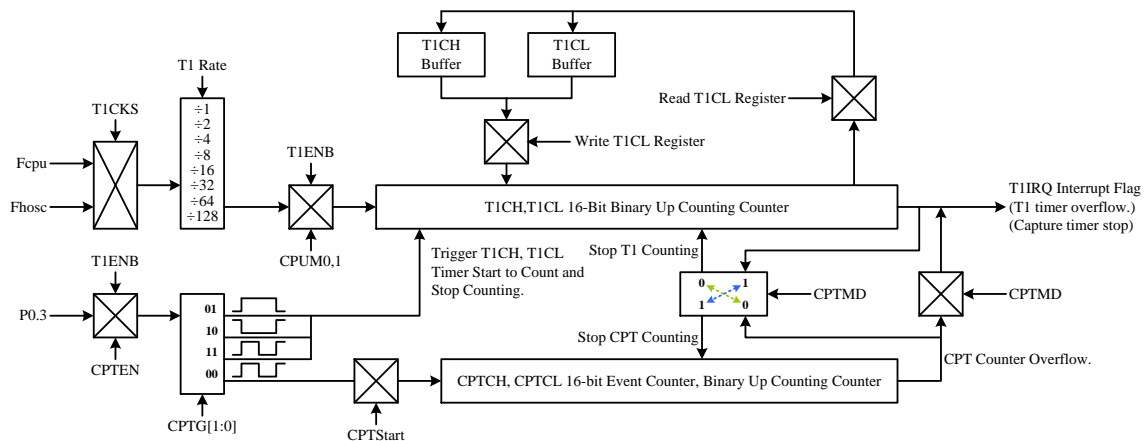 T1CH
Buffer
T1CL
Buffer
T1 Rate
T1CKS
÷1
÷2
÷4
÷8
÷16
÷32
÷64
÷128
Fcpu
Fhosc
Read T1CL Register
Write T1CL Register
T1ENB
T1CH,T1CL 16-Bit Binary Up Counting Counter
T1IRQ Interrupt Flag
(T1 timer overflow.)
(Capture timer stop)
CPUM0,1
Trigger T1CH, T1CL
Timer Start to Count and
Stop Counting.
Stop T1 Counting
T1ENB
P0.3
CPTEN
01
10
11
00
0 1
1 0
CPTMD
CPTMD
Stop CPT Counting
CPT Counter Overflow.
CPTCH, CPTCL 16-bit Event Counter, Binary Up Counting Counter
CPTG[1:0]
CPTStart